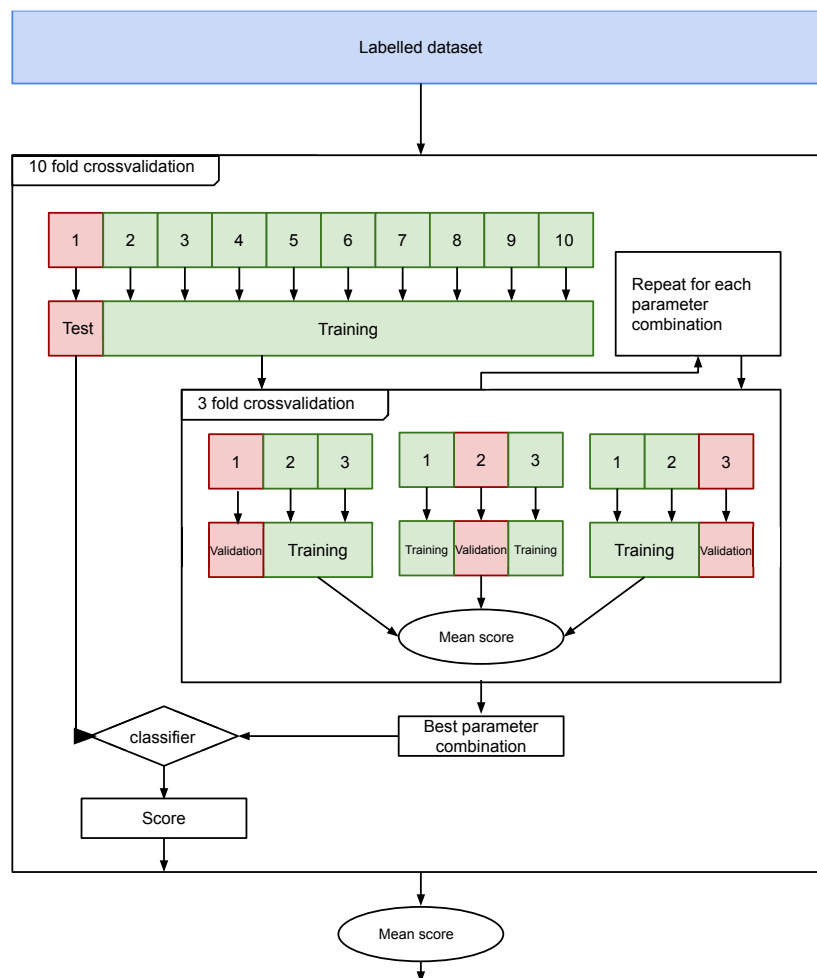 Labelled dataset
10 fold crossvalidation
1 2 3 4 5 6 7 8 9 10
Test Training
Repeat for each
parameter
combination
3 fold crossvalidation
1 2 3 1 2 3 1 2 3
Validation Training Training Validation Training Training Validation
Mean score
Best parameter
combination
classifier
Score
Mean score